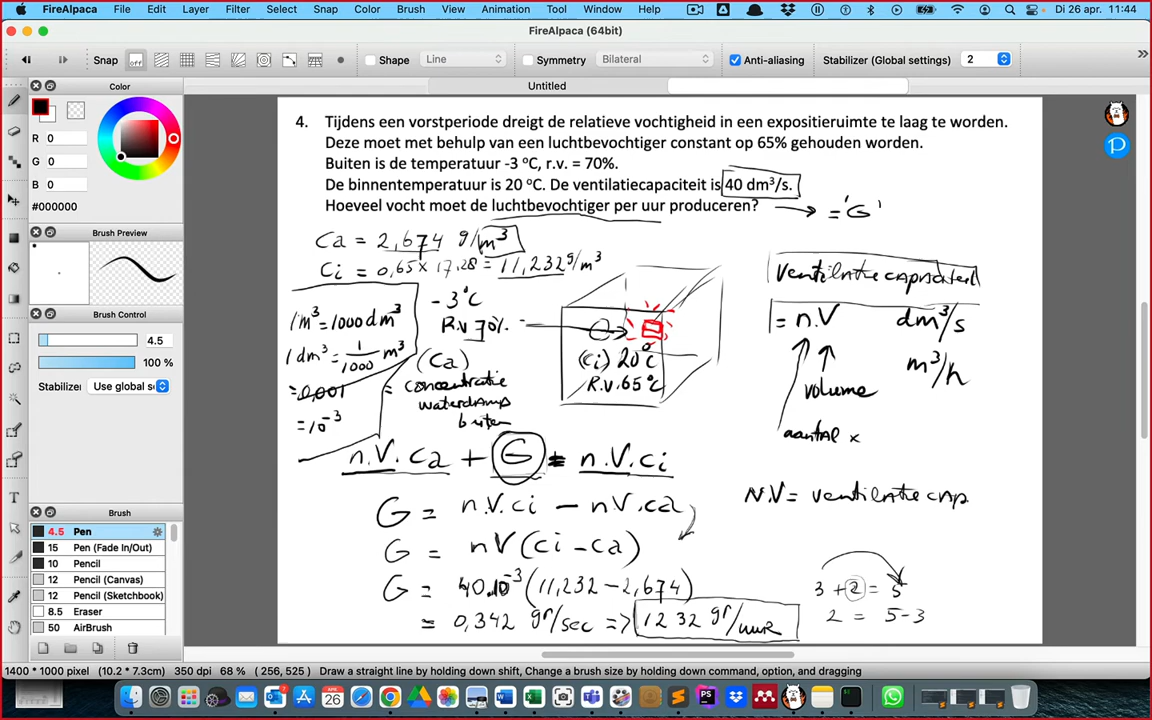 FireAlpaca File Edit Layer Filter Select Snap Color Brush View Animation Tool Window Help Di 26 apr. 11:44
FireAlpaca (64bit)
Snap off Shape Line Symmetry Bilateral Anti-aliasing Stabilizer (Global settings) 2
Untitled
Color
R 0
G 0
B 0
#000000
Brush Preview
Brush Control
4.5
100 %
Stabilizer Use global s
Brush
4.5 Pen
15 Pen (Fade In/Out)
10 Pencil
12 Pencil (Canvas)
12 Pencil (Sketchbook)
8.5 Eraser
50 AirBrush
4. Tijdens een vorstperiode dreigt de relatieve vochtigheid in een expositieruimte te laag te worden.
Deze moet met behulp van een luchtbevochtiger constant op 65% gehouden worden.
Buiten is de temperatuur -3 °C, r.v. = 70%.
De binnentemperatuur is 20 °C. De ventilatiecapaciteit is 40 dm³/s.
Hoeveel vocht moet de luchtbevochtiger per uur produceren? → = 'G'
Ca = 2,674 g/m³
Ci = 0,65 x 17,28 = 11,232 g/m³
1 m³ = 1000 dm³
1 dm³ = 1/1000 m³
= 0,001
= 10⁻³
- 3°C
R.V 70%
(Ca)
= concentratie
waterdamp
buiten
(Ci) 20°C
R.V. 65°C
ventilatie capaciteit
= n.V dm³/s
m³/h
volume
aantal x
n.V. Ca + G = n.V. Ci
N.V = ventilatie cap
G = n.V. Ci - nV. Ca
G = nV (Ci - Ca)
G = 40.10⁻³ (11,232 - 2,674)
= 0,342 gr/sec => 1232 gr/uur
3 + 2 = 5
2 = 5-3
1400 * 1000 pixel (10.2 * 7.3cm) 350 dpi 68 % ( 256, 525 ) Draw a straight line by holding down shift, Change a brush size by holding down command, option, and dragging